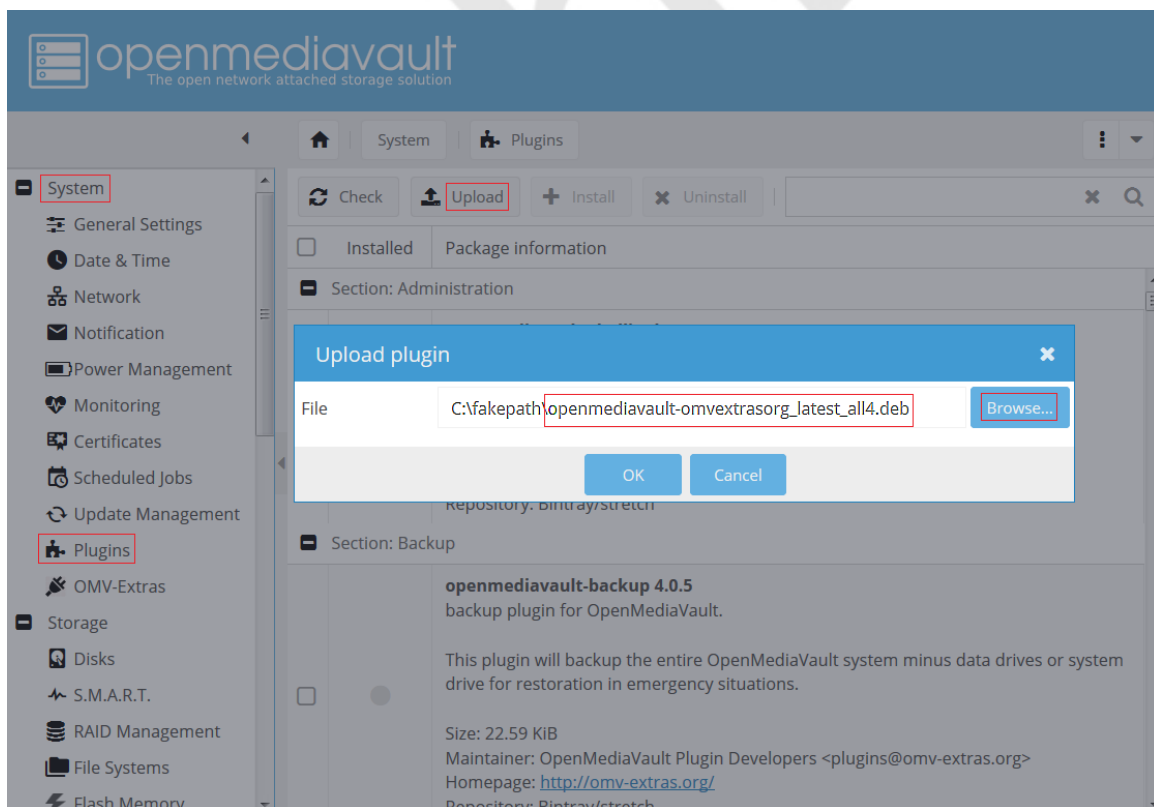 openmediavault
The open network attached storage solution
System
Plugins
System
General Settings
Date & Time
Network
Notification
Power Management
Monitoring
Certificates
Scheduled Jobs
Update Management
Plugins
OMV-Extras
Storage
Disks
S.M.A.R.T.
RAID Management
File Systems
Flash Memory
Check Upload Install Uninstall
Installed Package information
Section: Administration
Upload plugin
File C:\fakepath\openmediavault-omvextrasorg_latest_all4.deb Browse...
OK Cancel
Repository: Bintray/stretch
Section: Backup
openmediavault-backup 4.0.5
backup plugin for OpenMediaVault.
This plugin will backup the entire OpenMediaVault system minus data drives or system
drive for restoration in emergency situations.
Size: 22.59 KiB
Maintainer: OpenMediaVault Plugin Developers <plugins@omv-extras.org>
Homepage: http://omv-extras.org/
Repository: Bintray/stretch